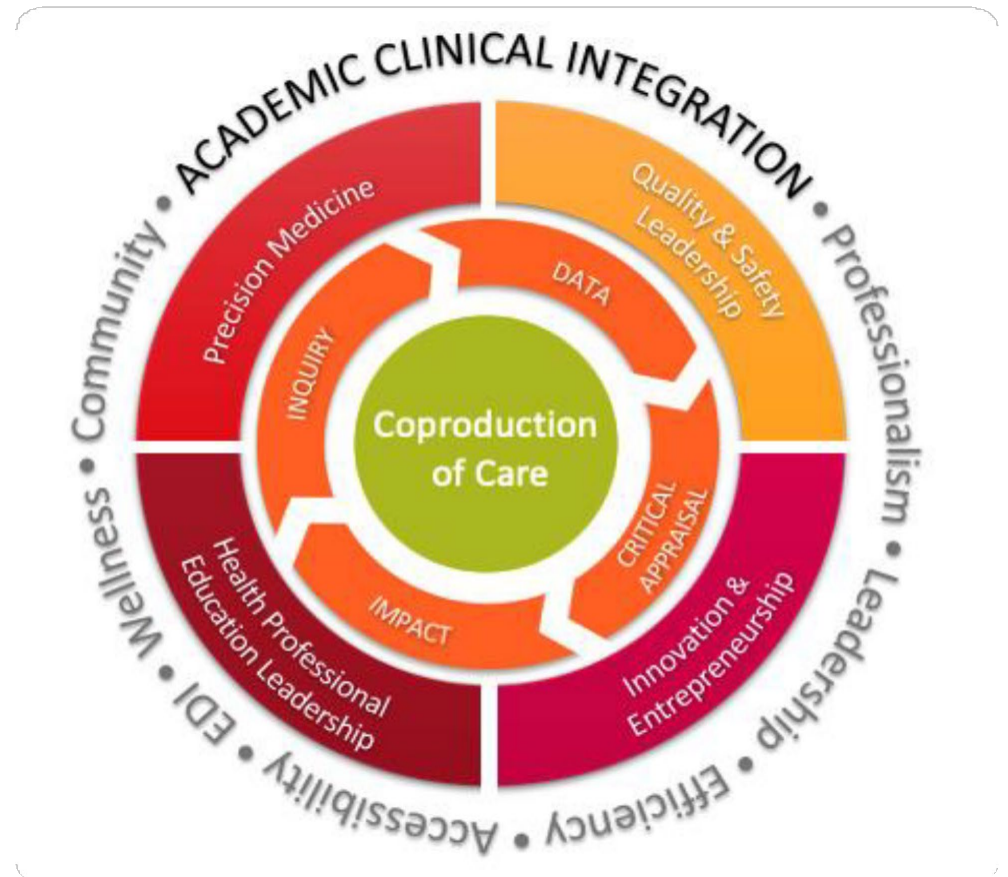 ACADEMIC CLINICAL INTEGRATION • Professionalism • Leadership • Efficiency • Accessibility • EDI • Wellness • Community •
Precision Medicine
Quality & Safety
Leadership
Innovation &
Entrepreneurship
Health Professional
Education Leadership
INQUIRY
DATA
CRITICAL
APPRAISAL
IMPACT
Coproduction
of Care